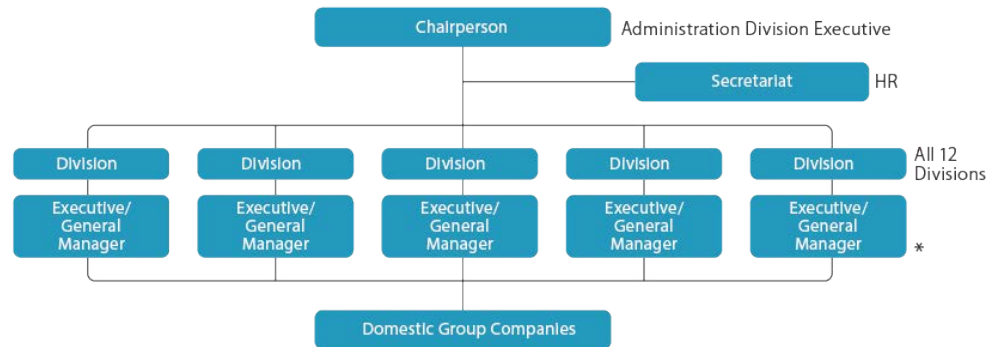 Chairperson
Administration Division Executive
Secretariat
HR
Division
Division
Division
Division
Division
All 12
Divisions
Executive/
General
Manager
Executive/
General
Manager
Executive/
General
Manager
Executive/
General
Manager
Executive/
General
Manager
*
Domestic Group Companies